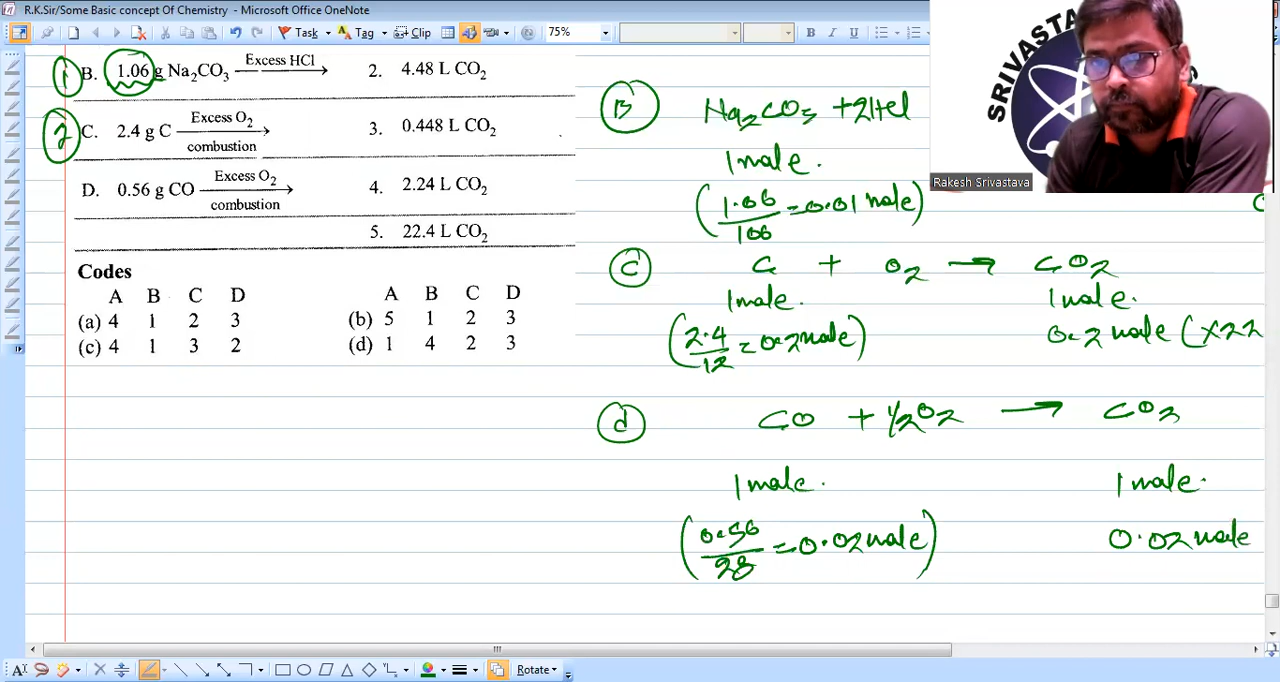 R.K.Sir/Some Basic concept Of Chemistry - Microsoft Office OneNote
Task
Tag
Clip
75%
B I U
SRIVASTA
Rakesh Srivastava
1 B. 1.06 g Na₂CO₃ Excess HCl → 2. 4.48 L CO₂
2 C. 2.4 g C Excess O₂ combustion → 3. 0.448 L CO₂
D. 0.56 g CO Excess O₂ combustion → 4. 2.24 L CO₂
5. 22.4 L CO₂
Codes
A B C D A B C D
(a) 4 1 2 3 (b) 5 1 2 3
(c) 4 1 3 2 (d) 1 4 2 3
B Na₂CO₃ + 2HCl
1 mole.
(1.06/106 = 0.01 mole)
C C + O₂ → CO₂
1 mole. 1 mole.
(2.4/12 = 0.2 mole) 0.2 mole (×22
d CO + ½O₂ → CO₂
1 mole. 1 mole.
(0.56/28 = 0.02 mole) 0.02 mole
Rotate